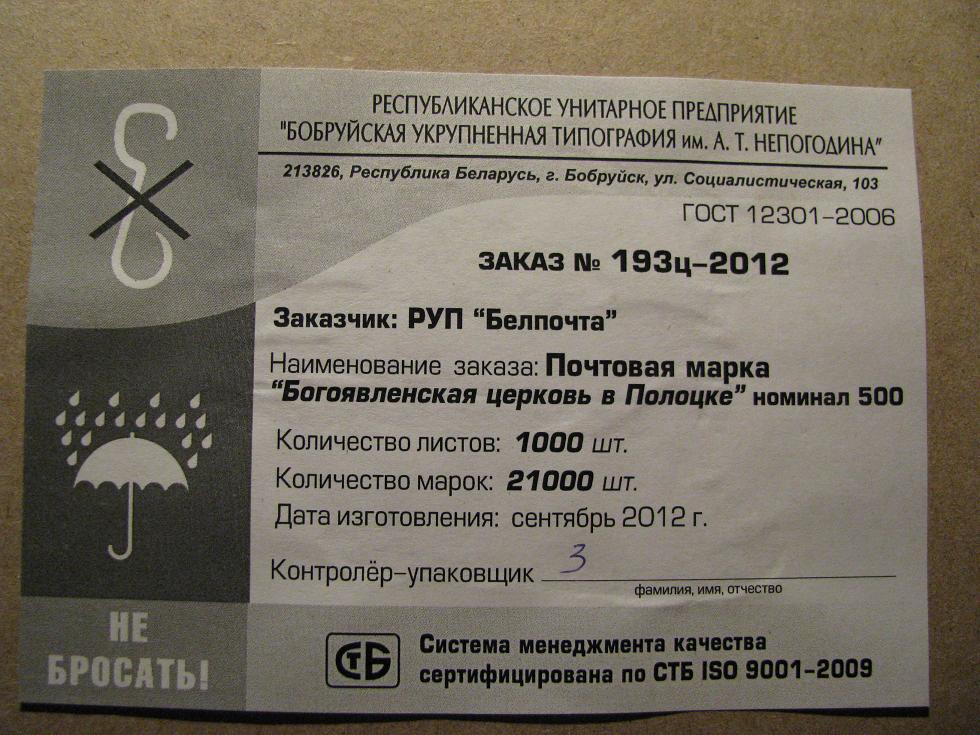 РЕСПУБЛИКАНСКОЕ УНИТАРНОЕ ПРЕДПРИЯТИЕ
"БОБРУЙСКАЯ УКРУПНЕННАЯ ТИПОГРАФИЯ им. А. Т. НЕПОГОДИНА"
213826, Республика Беларусь, г. Бобруйск, ул. Социалистическая, 103
ГОСТ 12301-2006
ЗАКАЗ № 193ц-2012
Заказчик: РУП "Белпочта"
Наименование заказа: Почтовая марка
"Богоявленская церковь в Полоцке" номинал 500
Количество листов: 1000 шт.
Количество марок: 21000 шт.
Дата изготовления: сентябрь 2012 г.
Контролёр-упаковщик 3
фамилия, имя, отчество
НЕ
БРОСАТЬ!
СТБ
Система менеджмента качества
сертифицирована по СТБ ISO 9001-2009